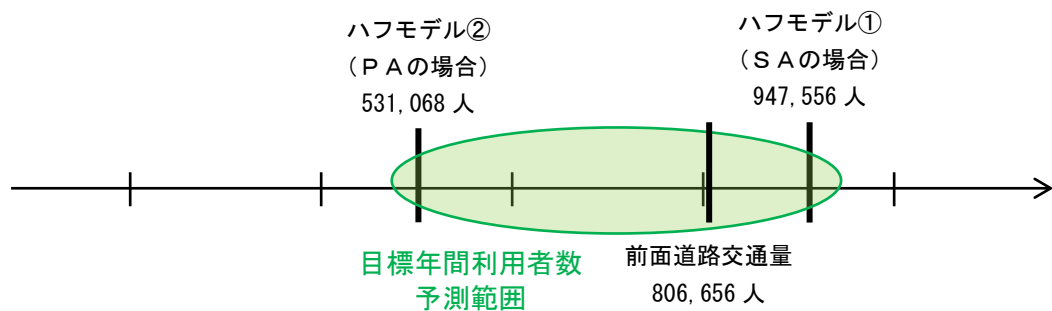 ハフモデル②
（ＰＡの場合）
531,068 人
ハフモデル①
（ＳＡの場合）
947,556 人
目標年間利用者数
予測範囲
前面道路交通量
806,656 人